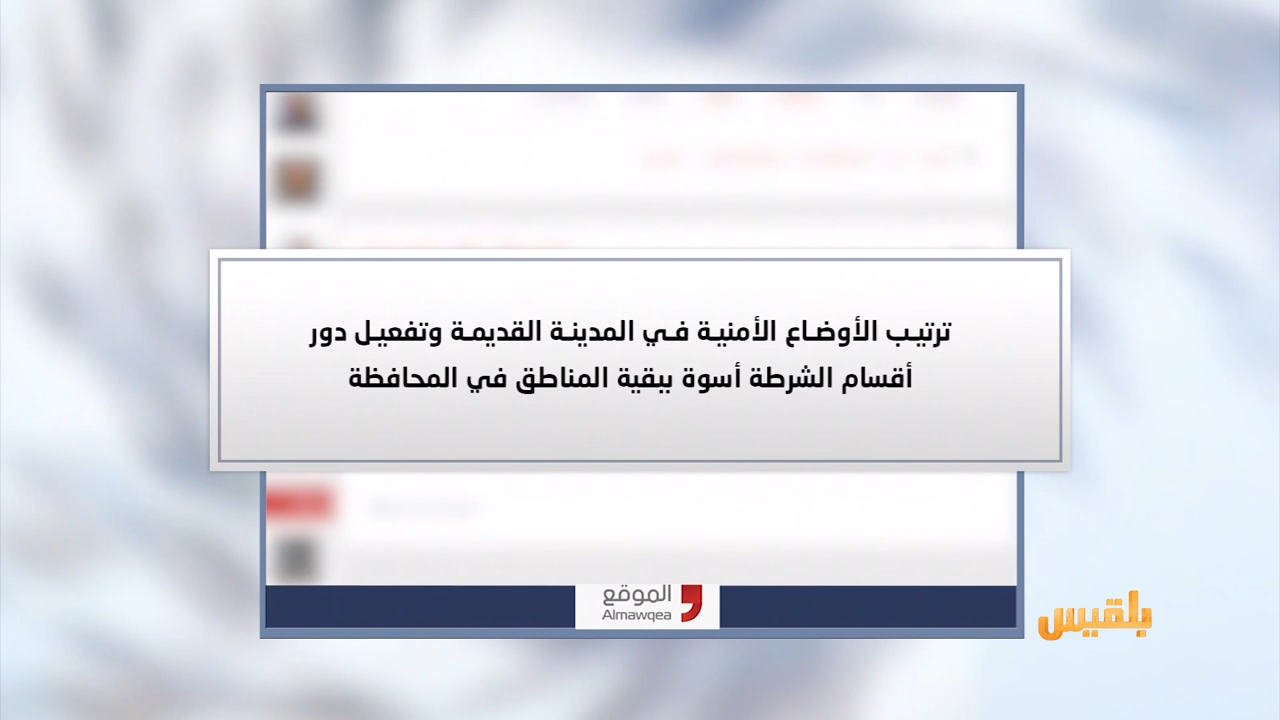 ترتيب الأوضاع الأمنية في المدينة القديمة وتفعيل دور
أقسام الشرطة أسوة ببقية المناطق في المحافظة
الموقع
Almawqea
بلقيس